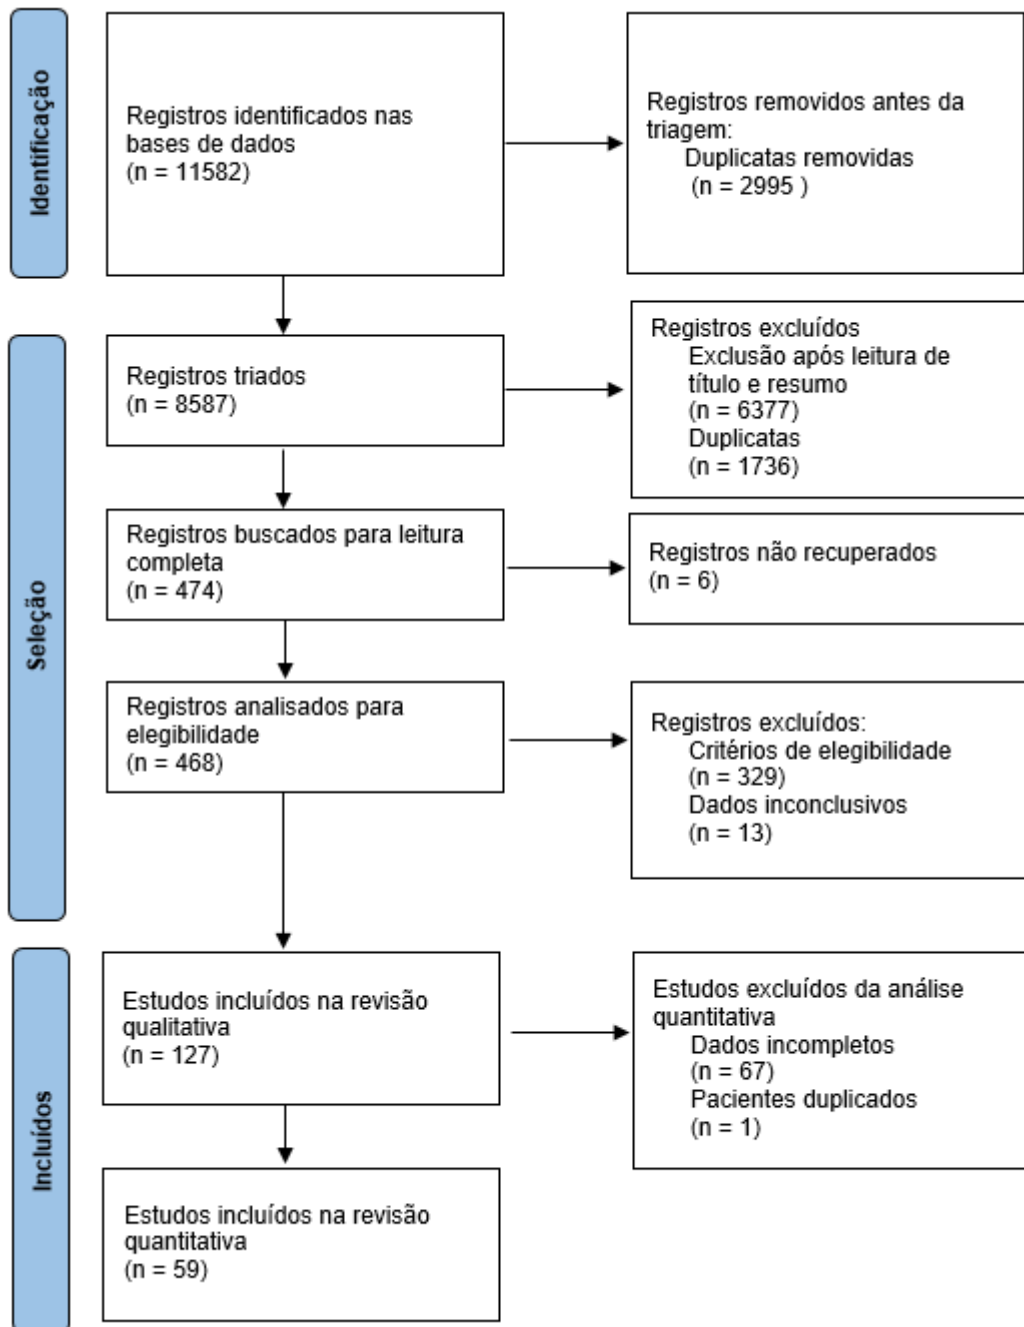 Identificação
Registros identificados nas
bases de dados
(n = 11582)
Registros removidos antes da
triagem:
Duplicatas removidas
(n = 2995 )
Seleção
Registros triados
(n = 8587)
Registros excluídos
Exclusão após leitura de
título e resumo
(n = 6377)
Duplicatas
(n = 1736)
Registros buscados para leitura
completa
(n = 474)
Registros não recuperados
(n = 6)
Registros analisados para
elegibilidade
(n = 468)
Registros excluídos:
Critérios de elegibilidade
(n = 329)
Dados inconclusivos
(n = 13)
Incluídos
Estudos incluídos na revisão
qualitativa
(n = 127)
Estudos excluídos da análise
quantitativa
Dados incompletos
(n = 67)
Pacientes duplicados
(n = 1)
Estudos incluídos na revisão
quantitativa
(n = 59)